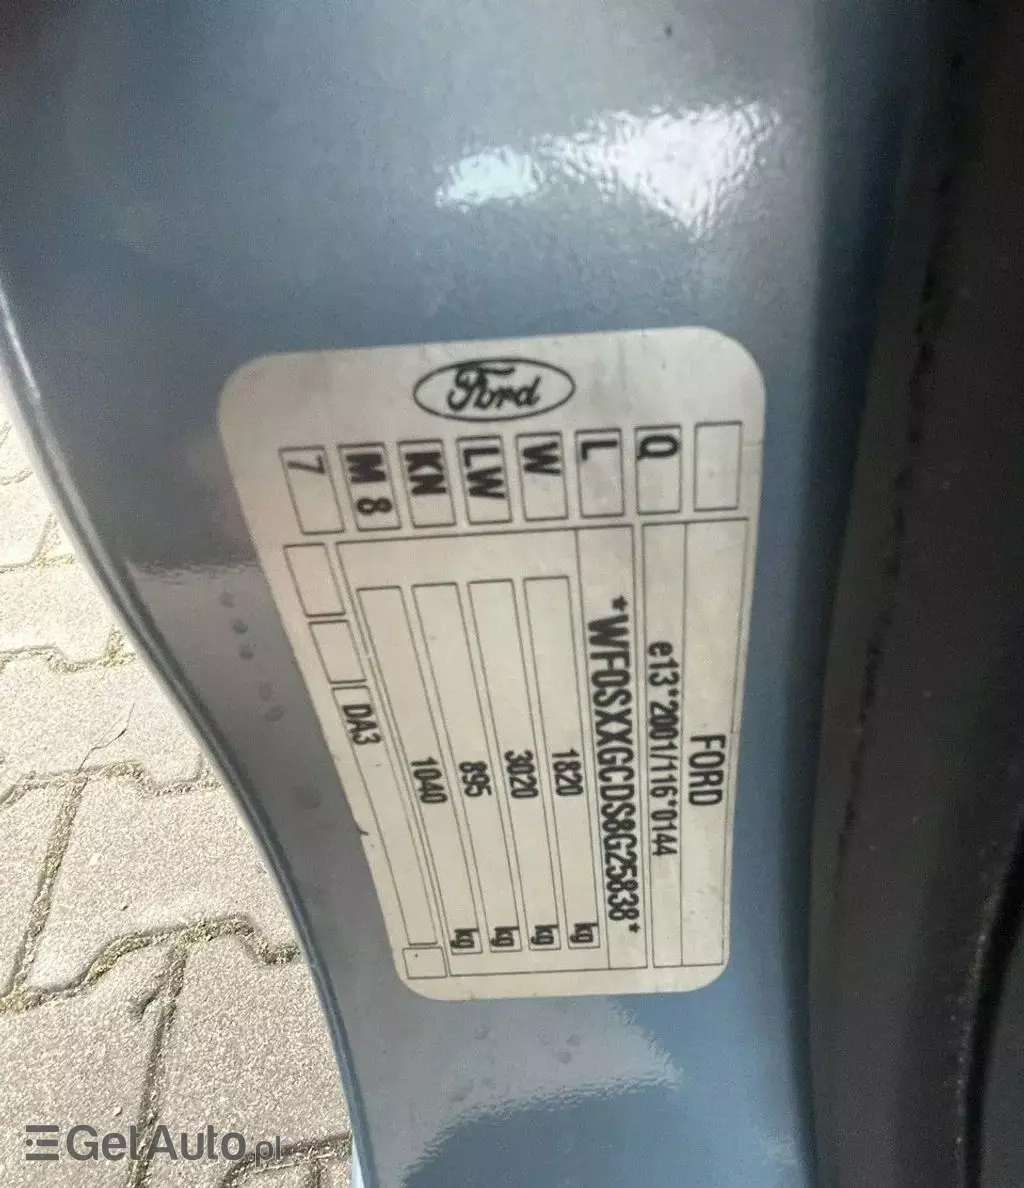 Ford
Q
L
W
LW
KN
M 8
7
FORD
e13*2001/116*0144
*WF0SXXGCDS8G25838*
1820 kg
3020 kg
895 kg
1040 kg
DA3
GetAuto.pl